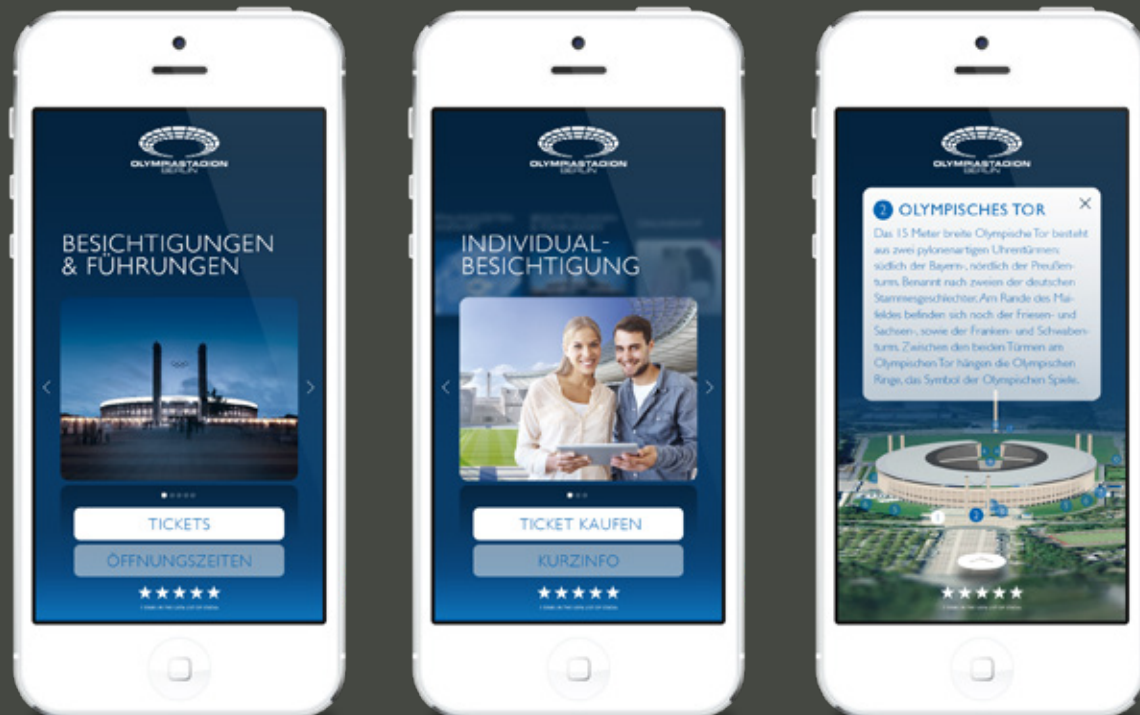 OLYMPIASTADION
BERLIN
BESICHTIGUNGEN
& FÜHRUNGEN
TICKETS
ÖFFNUNGSZEITEN
OLYMPIASTADION
BERLIN
INDIVIDUAL-
BESICHTIGUNG
TICKET KAUFEN
KURZINFO
OLYMPIASTADION
BERLIN
2 OLYMPISCHES TOR
Das 15 Meter breite Olympische Tor besteht
aus zwei pylonenartigen Uhrentürmen:
südlich der Bayern-, nördlich der Preußen-
turm. Benannt nach zweien der deutschen
Stammesgeschlechter. Am Rande des Mai-
feldes befinden sich noch der Friesen- und
Sachsen-, sowie der Franken- und Schwaben-
turm. Zwischen den beiden Türmen am
Olympischen Tor hängen die Olympischen
Ringe, das Symbol der Olympischen Spiele.
1
2